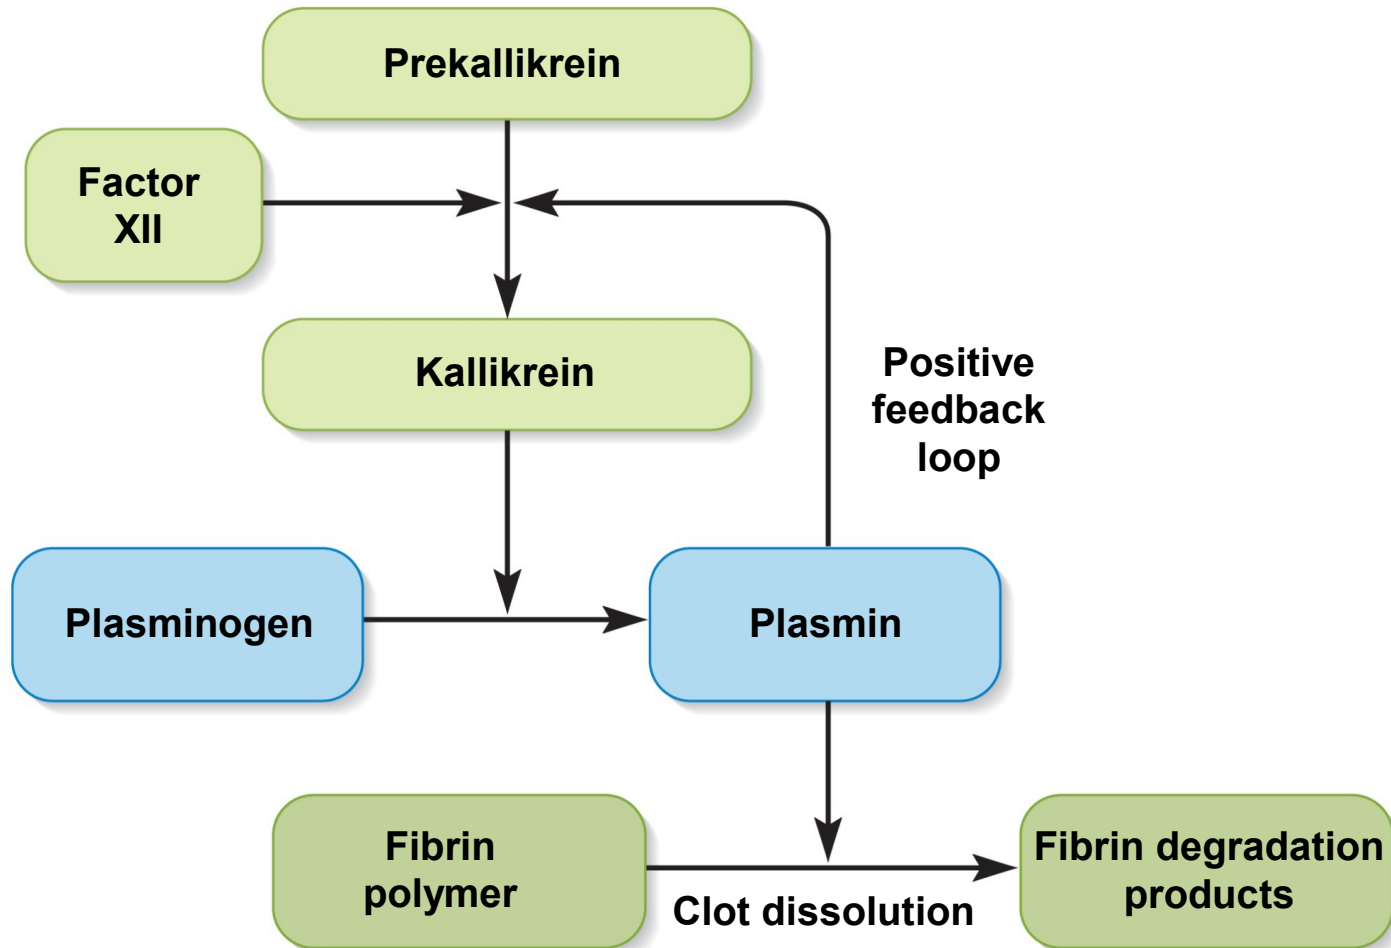 Prekallikrein
Factor
XII
Kallikrein
Positive
feedback
loop
Plasminogen
Plasmin
Fibrin
polymer
Clot dissolution
Fibrin degradation
products